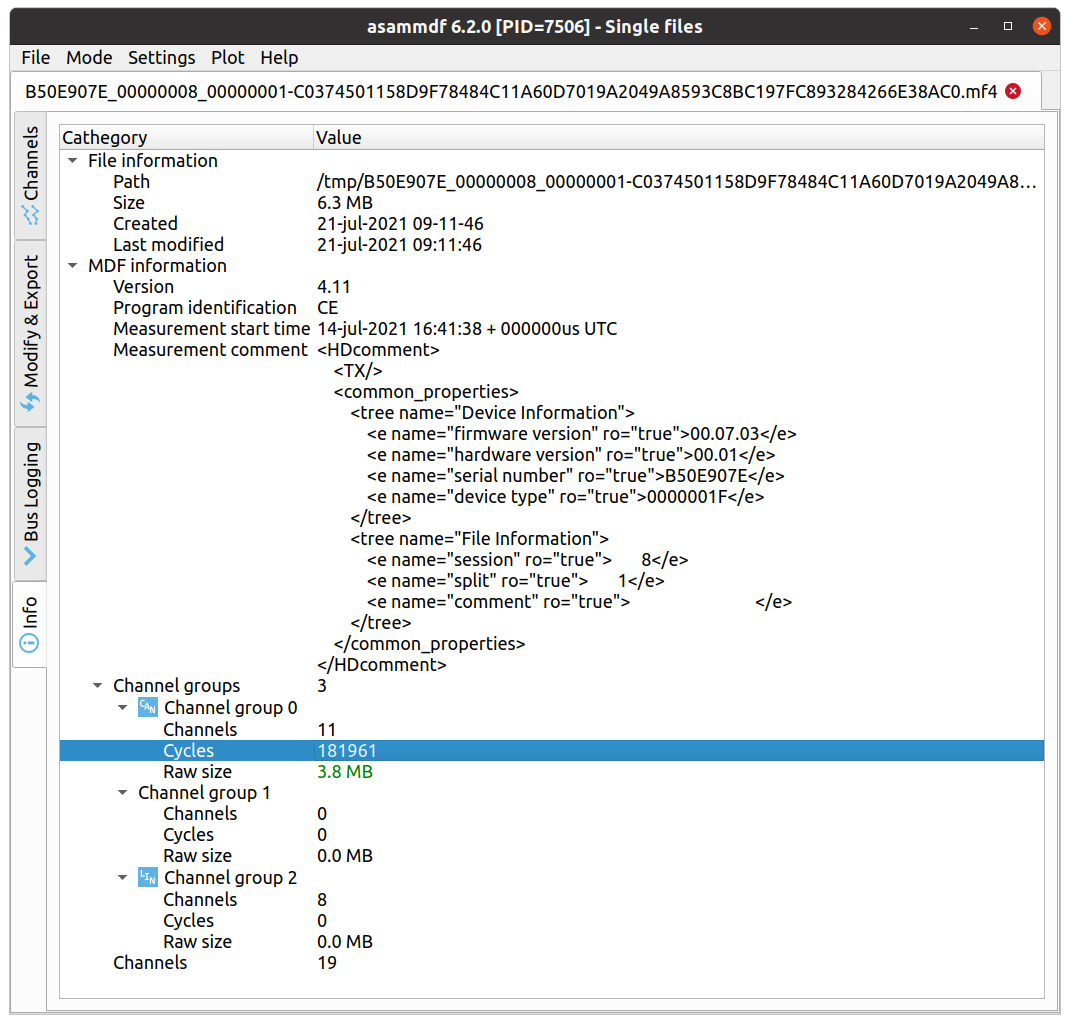 asammdf 6.2.0 [PID=7506] - Single files
File Mode Settings Plot Help
B50E907E_00000008_00000001-C0374501158D9F78484C11A60D7019A2049A8593C8BC197FC893284266E38AC0.mf4
Channels
Modify & Export
Bus Logging
Info
Cathegory Value
File information
Path /tmp/B50E907E_00000008_00000001-C0374501158D9F78484C11A60D7019A2049A8...
Size 6.3 MB
Created 21-jul-2021 09-11-46
Last modified 21-jul-2021 09:11:46
MDF information
Version 4.11
Program identification CE
Measurement start time 14-jul-2021 16:41:38 + 000000us UTC
Measurement comment <HDcomment>
<TX/>
<common_properties>
<tree name="Device Information">
<e name="firmware version" ro="true">00.07.03</e>
<e name="hardware version" ro="true">00.01</e>
<e name="serial number" ro="true">B50E907E</e>
<e name="device type" ro="true">0000001F</e>
</tree>
<tree name="File Information">
<e name="session" ro="true">      8</e>
<e name="split" ro="true">      1</e>
<e name="comment" ro="true">                         </e>
</tree>
</common_properties>
</HDcomment>
Channel groups 3
CAN Channel group 0
Channels 11
Cycles 181961
Raw size 3.8 MB
Channel group 1
Channels 0
Cycles 0
Raw size 0.0 MB
LIN Channel group 2
Channels 8
Cycles 0
Raw size 0.0 MB
Channels 19